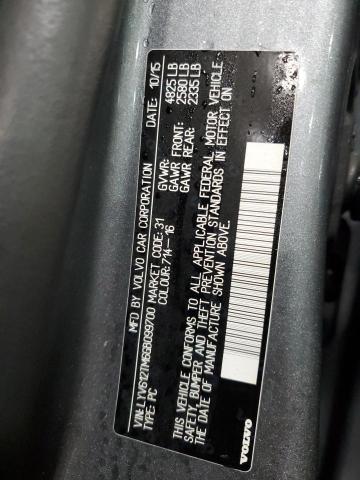 MFD BY VOLVO CAR CORPORATION DATE: 10/15
VIN: LYV612TM6GB099700 MARKET CODE: 31
TYPE: PC COLOUR: 714—16
GVWR: 4825 LB
GAWR FRONT: 2580 LB
GAWR REAR: 2335 LB
THIS VEHICLE CONFORMS TO ALL APPLICABLE FEDERAL MOTOR VEHICLE
SAFETY, BUMPER AND THEFT PREVENTION STANDARDS IN EFFECT ON
THE DATE OF MANUFACTURE SHOWN ABOVE.
VOLVO